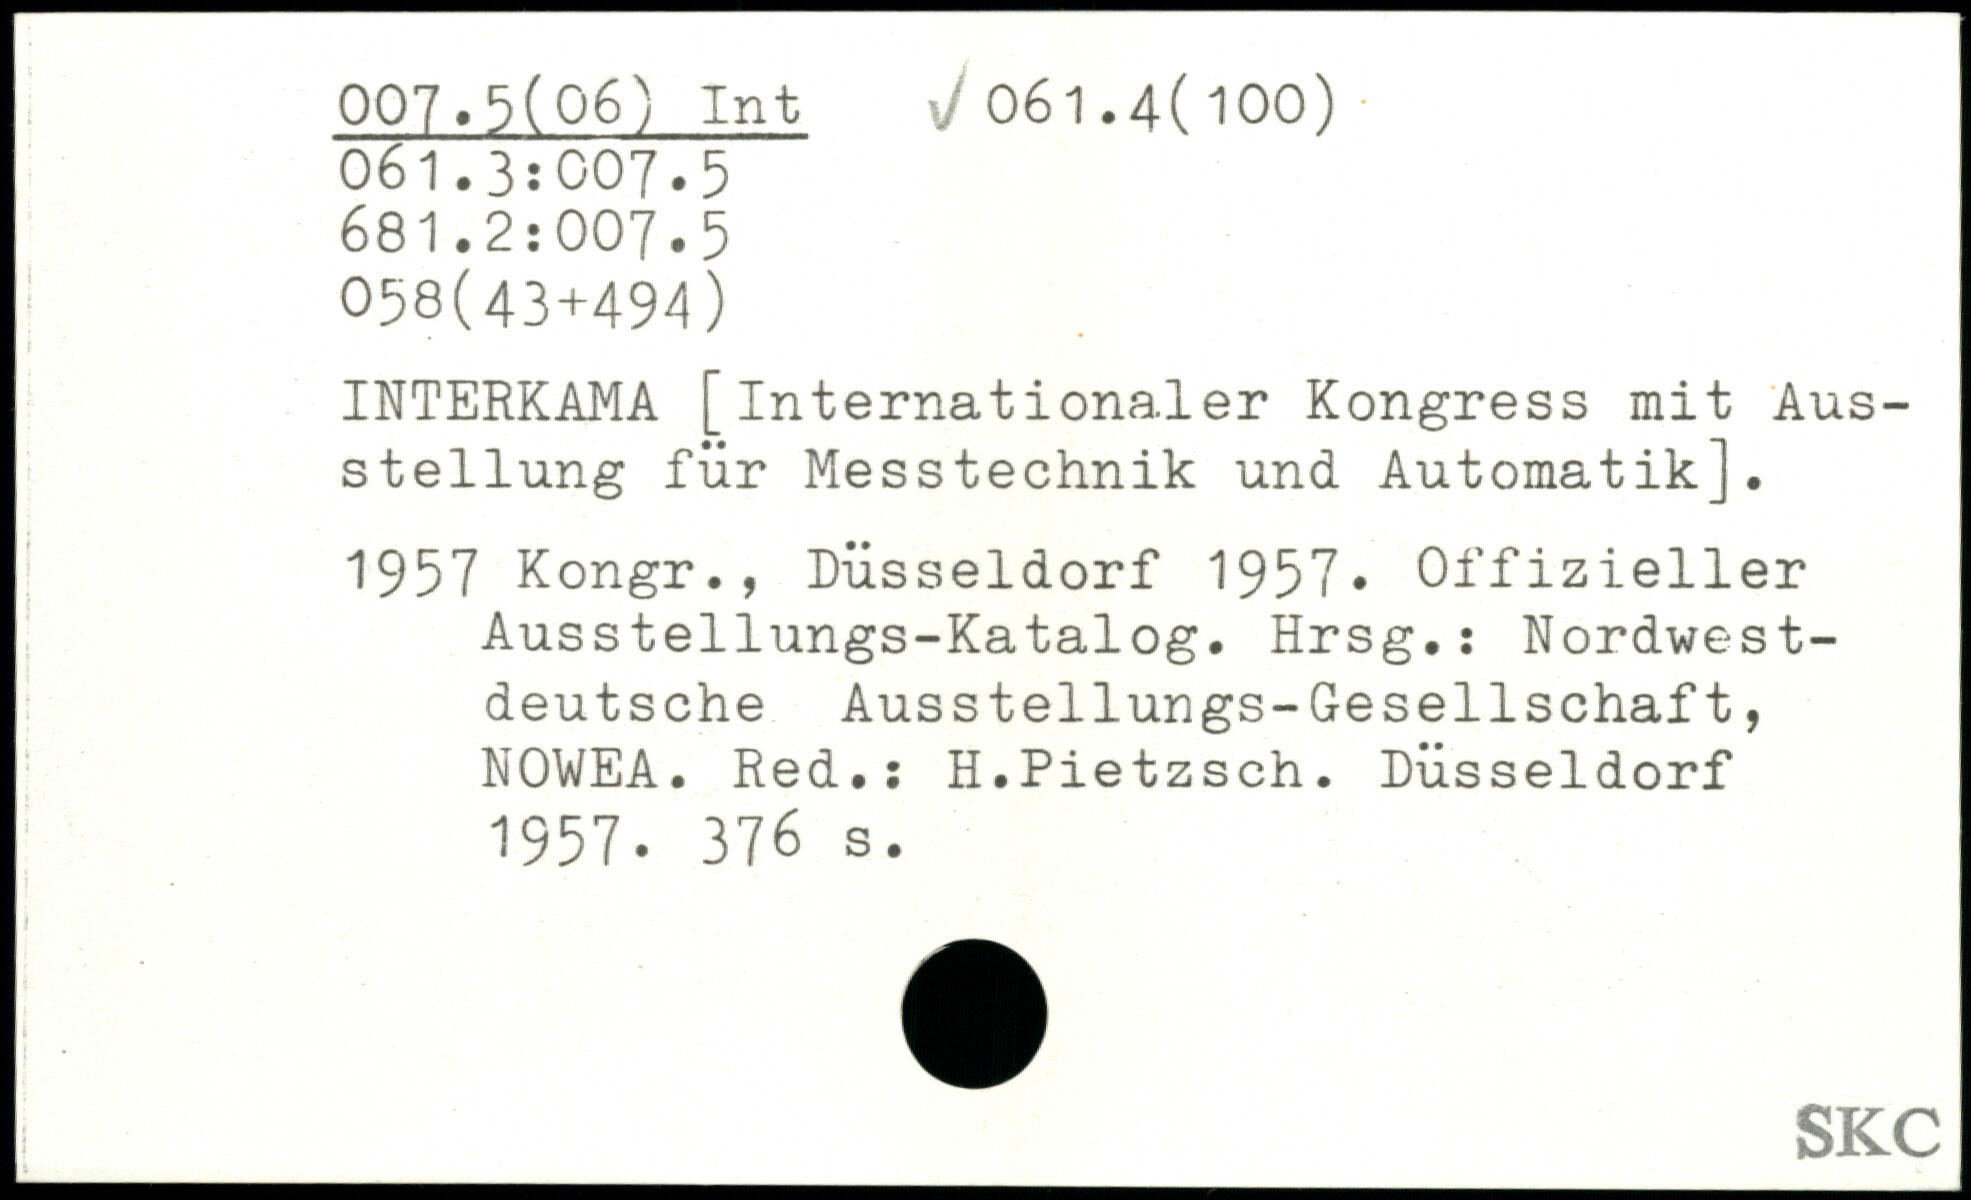 007.5(06) Int ✓ 061.4(100)
061.3:007.5
681.2:007.5
058(43+494)
INTERKAMA [Internationaler Kongress mit Aus-
stellung für Messtechnik und Automatik].
1957 Kongr., Düsseldorf 1957. Offizieller
Ausstellungs-Katalog. Hrsg.: Nordwest-
deutsche Ausstellungs-Gesellschaft,
NOWEA. Red.: H.Pietzsch. Düsseldorf
1957. 376 s.
SKC